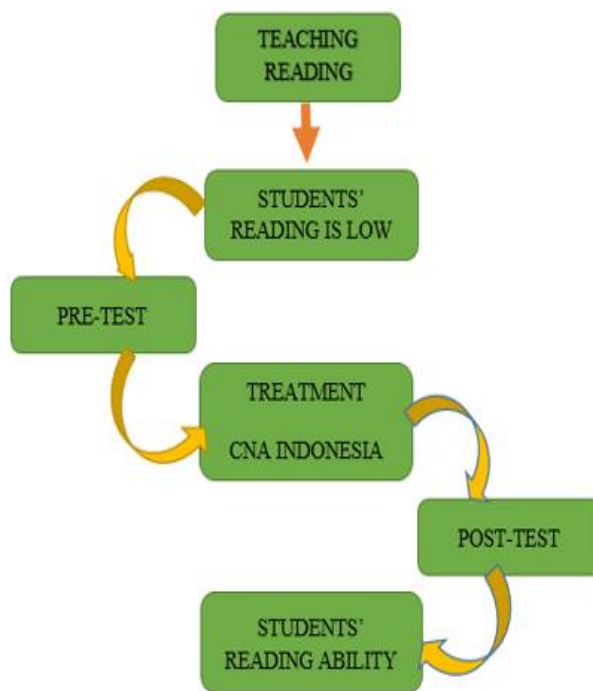 TEACHING
READING
STUDENTS’
READING IS LOW
PRE-TEST
TREATMENT
CNA INDONESIA
POST-TEST
STUDENTS’
READING ABILITY